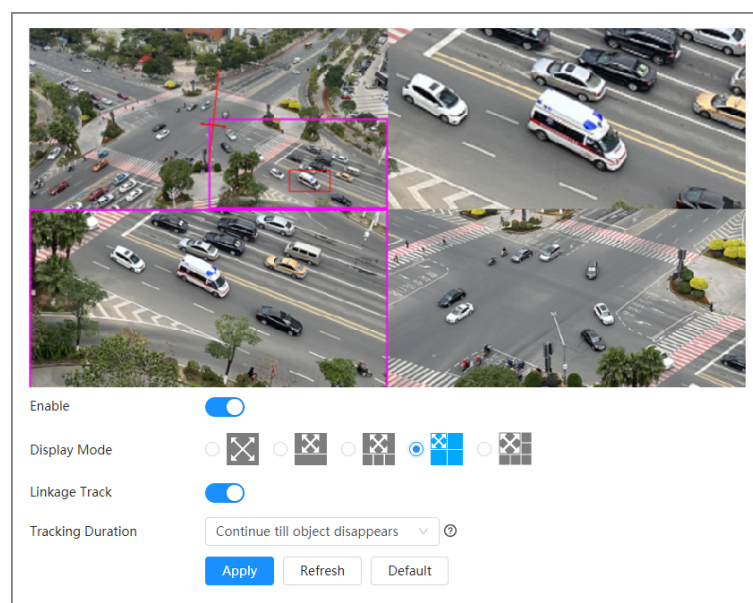 Enable
Display Mode
Linkage Track
Tracking Duration
Continue till object disappears
Apply
Refresh
Default